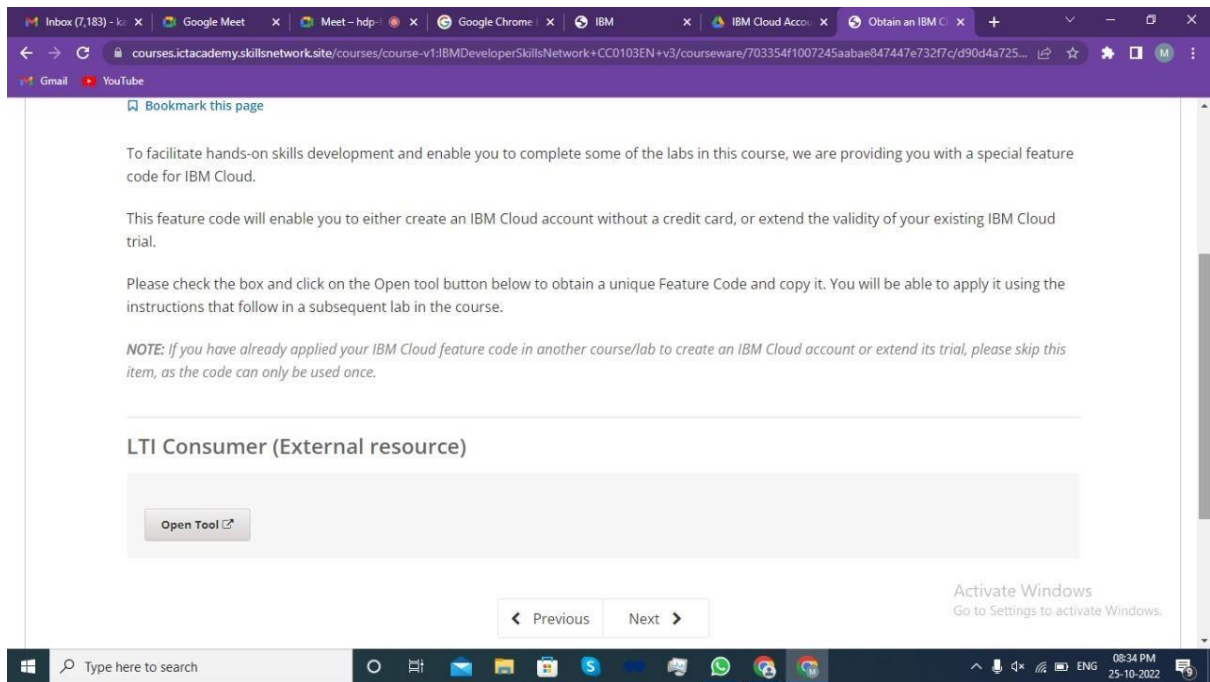 Inbox (7,183) - ka
Google Meet
Meet – hdp-
Google Chrome
IBM
IBM Cloud Accou
Obtain an IBM C
courses.ictacademy.skillsnetwork.site/courses/course-v1:IBMDeveloperSkillsNetwork+CC0103EN+v3/courseware/703354f1007245aabae847447e732f7c/d90d4a725...
M
Gmail
YouTube
Bookmark this page
To facilitate hands-on skills development and enable you to complete some of the labs in this course, we are providing you with a special feature
code for IBM Cloud.
This feature code will enable you to either create an IBM Cloud account without a credit card, or extend the validity of your existing IBM Cloud
trial.
Please check the box and click on the Open tool button below to obtain a unique Feature Code and copy it. You will be able to apply it using the
instructions that follow in a subsequent lab in the course.
NOTE: If you have already applied your IBM Cloud feature code in another course/lab to create an IBM Cloud account or extend its trial, please skip this
item, as the code can only be used once.
LTI Consumer (External resource)
Open Tool
Previous Next
Activate Windows
Go to Settings to activate Windows.
Type here to search
ENG
08:34 PM
25-10-2022
9